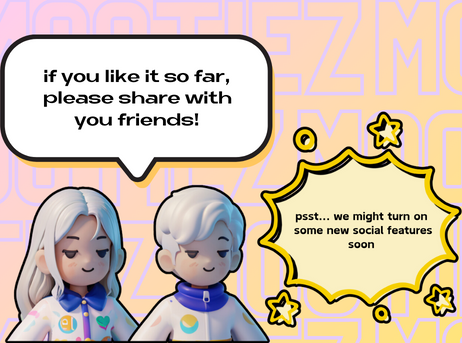 if you like it so far,
please share with
you friends!
psst... we might turn on
some new social features
soon